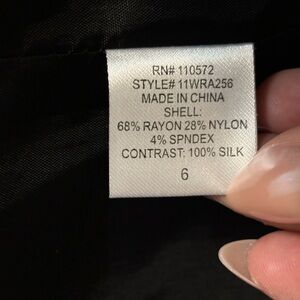 RN# 110572
STYLE# 11WRA256
MADE IN CHINA
SHELL:
68% RAYON 28% NYLON
4% SPNDEX
CONTRAST: 100% SILK
6